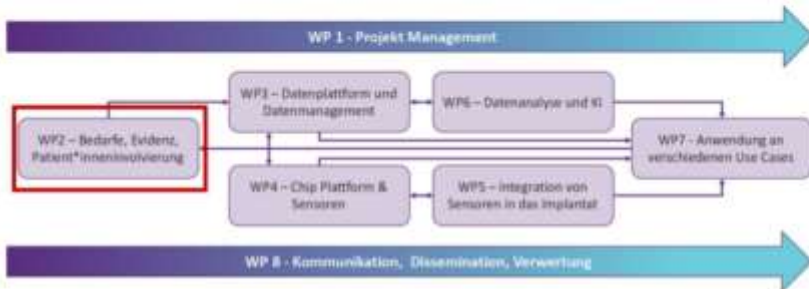 WP 1 - Projekt Management
WP3 – Datenplattform und
Datenmanagement
WP6 – Datenanalyse und KI
WP2 – Bedarfe, Evidenz,
Patient*inneninvolvierung
WP7 - Anwendung an
verschiedenen Use Cases
WP4 – Chip Plattform &
Sensoren
WP5 – Integration von
Sensoren in das Implantat
WP 8 - Kommunikation, Dissemination, Verwertung